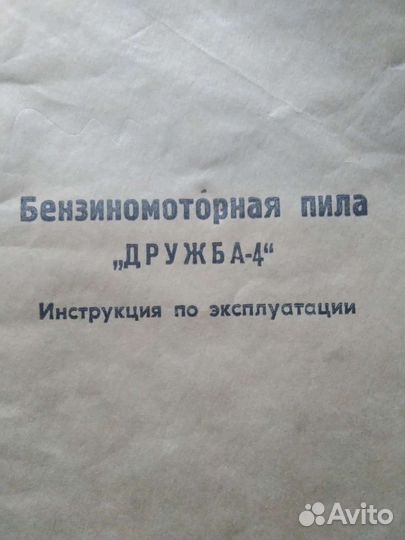 Бензиномоторная пила
„ДРУЖБА-4“
Инструкция по эксплуатации
Avito